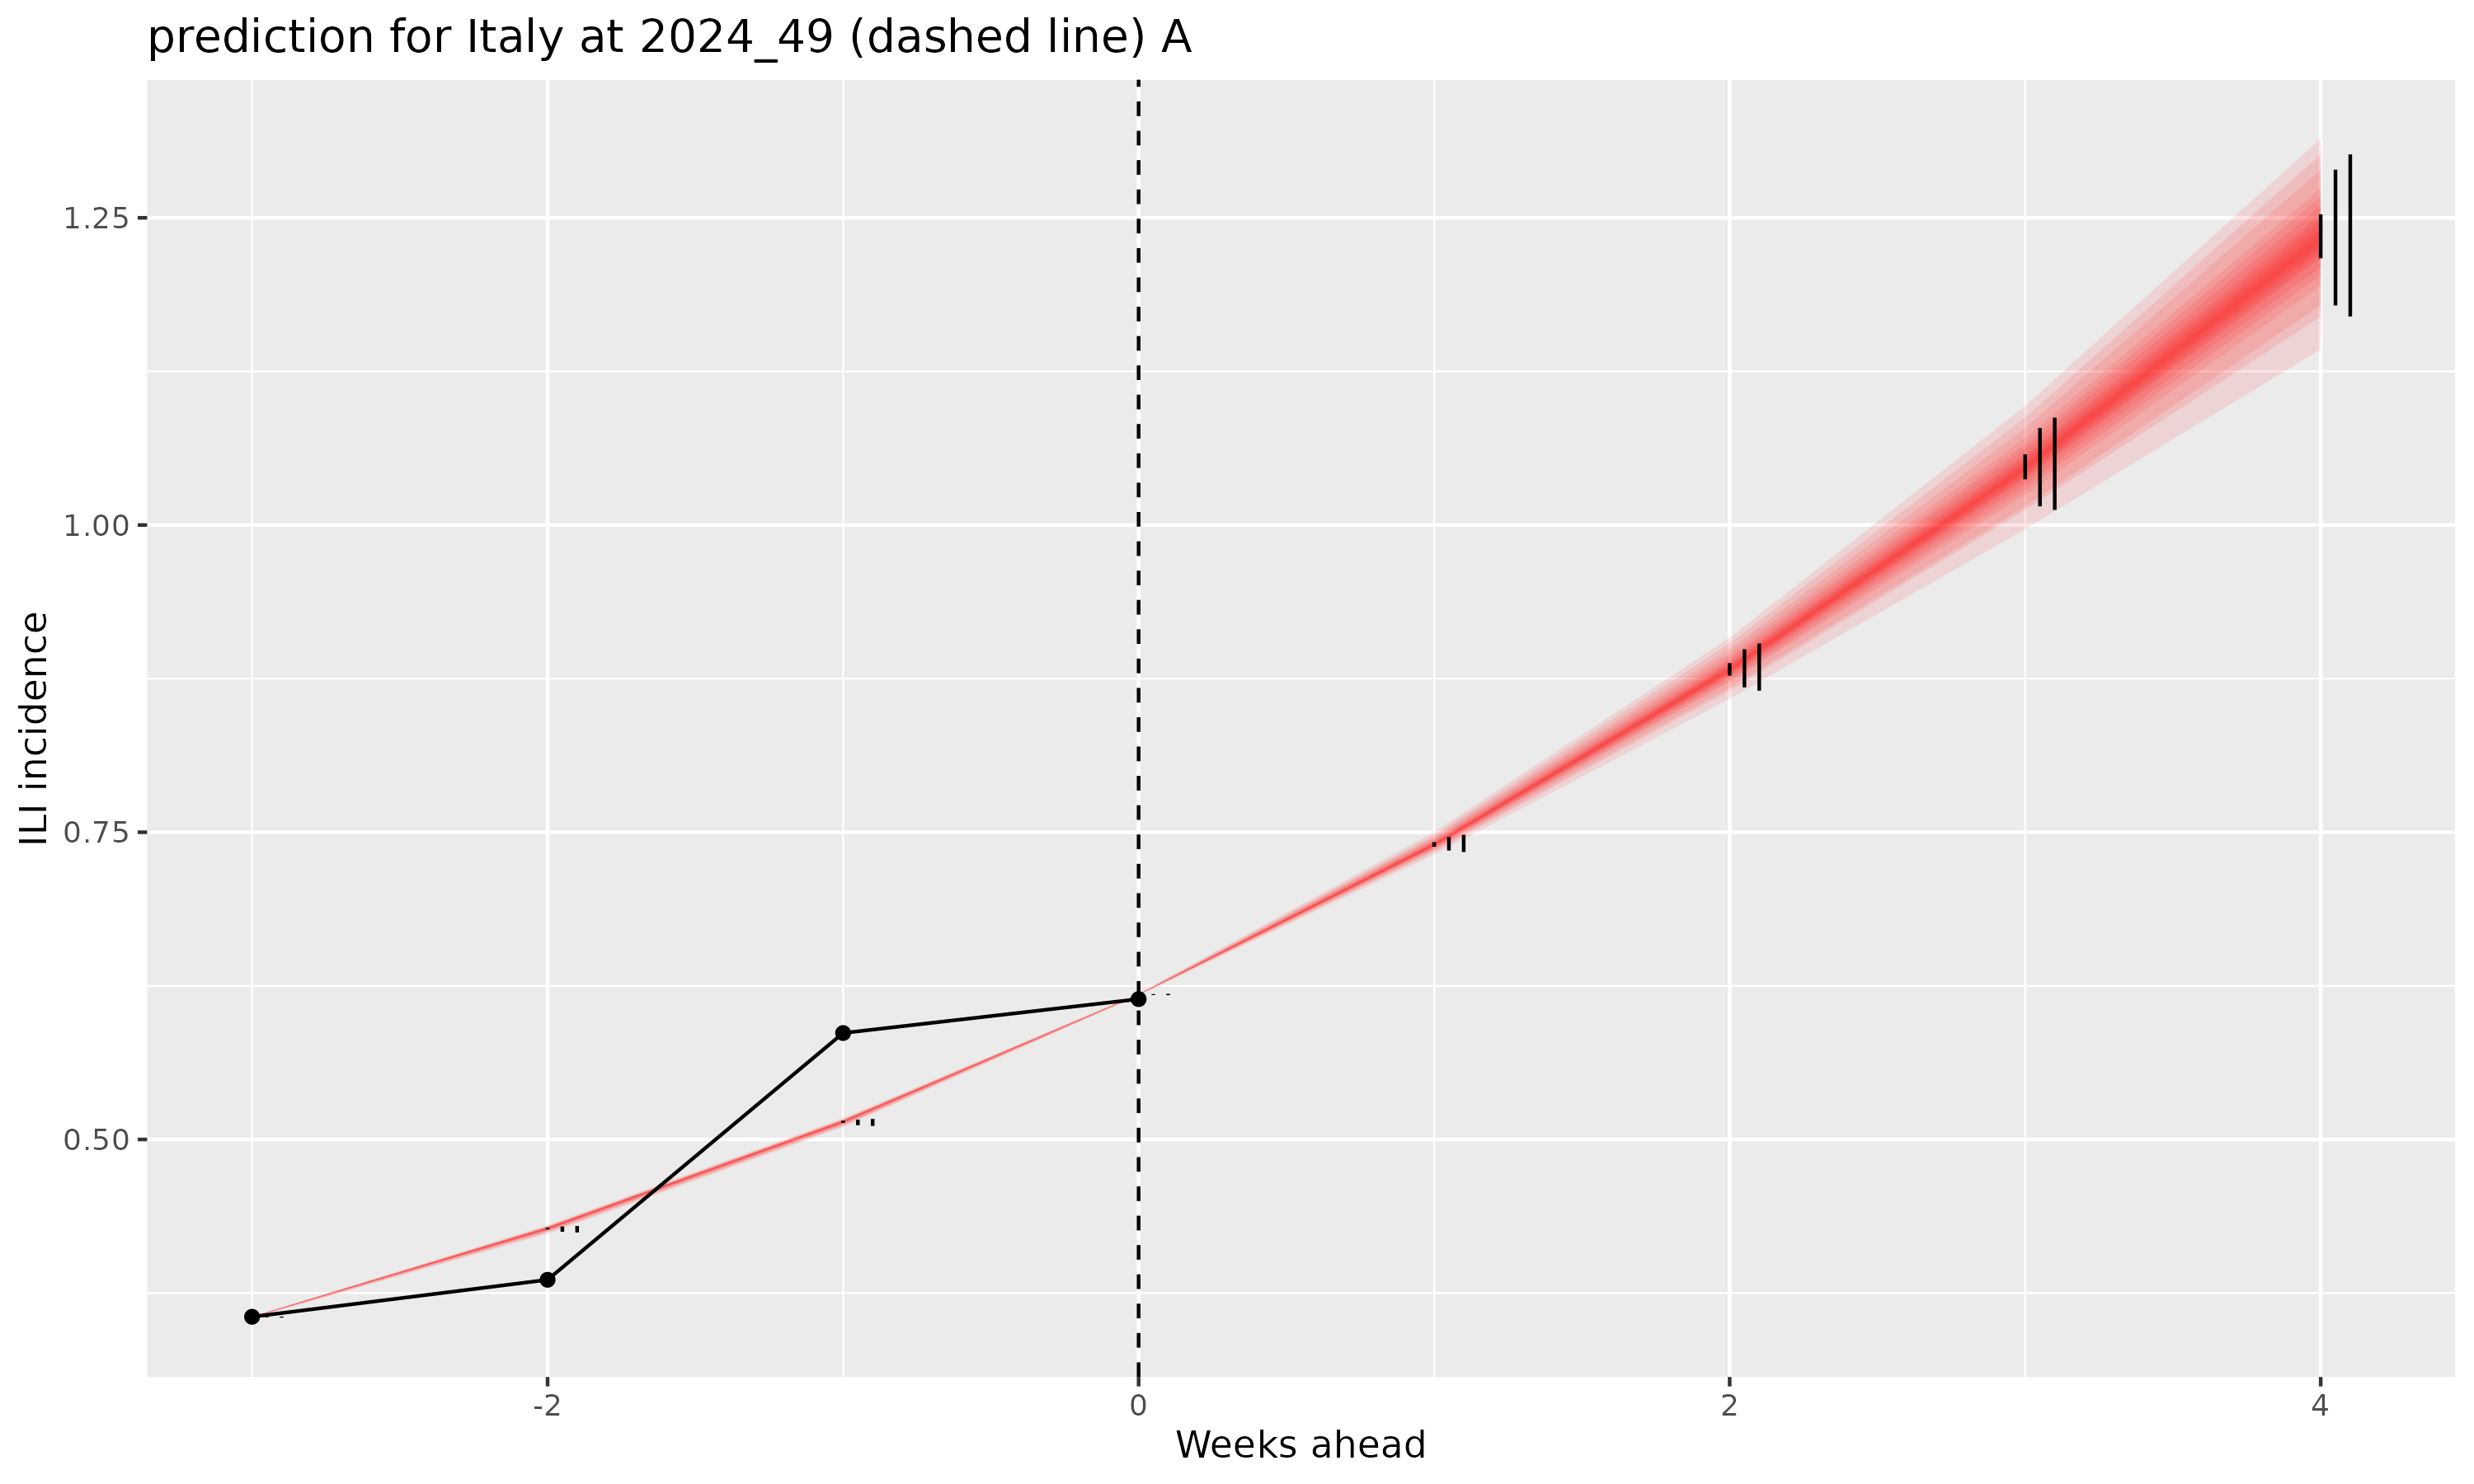 prediction for Italy at 2024_49 (dashed line) A
ILI incidence
1.25
1.00
0.75
0.50
-2
0
2
4
Weeks ahead